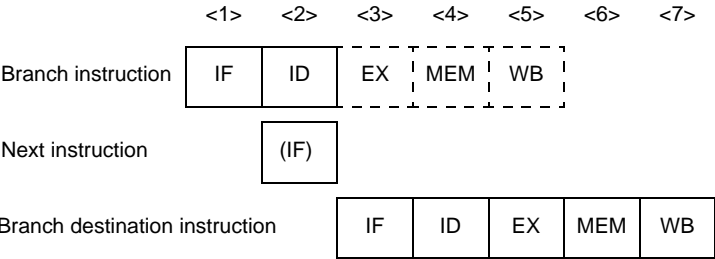 <1> <2> <3> <4> <5> <6> <7>
Branch instruction IF ID EX MEM WB
Next instruction (IF)
Branch destination instruction IF ID EX MEM WB